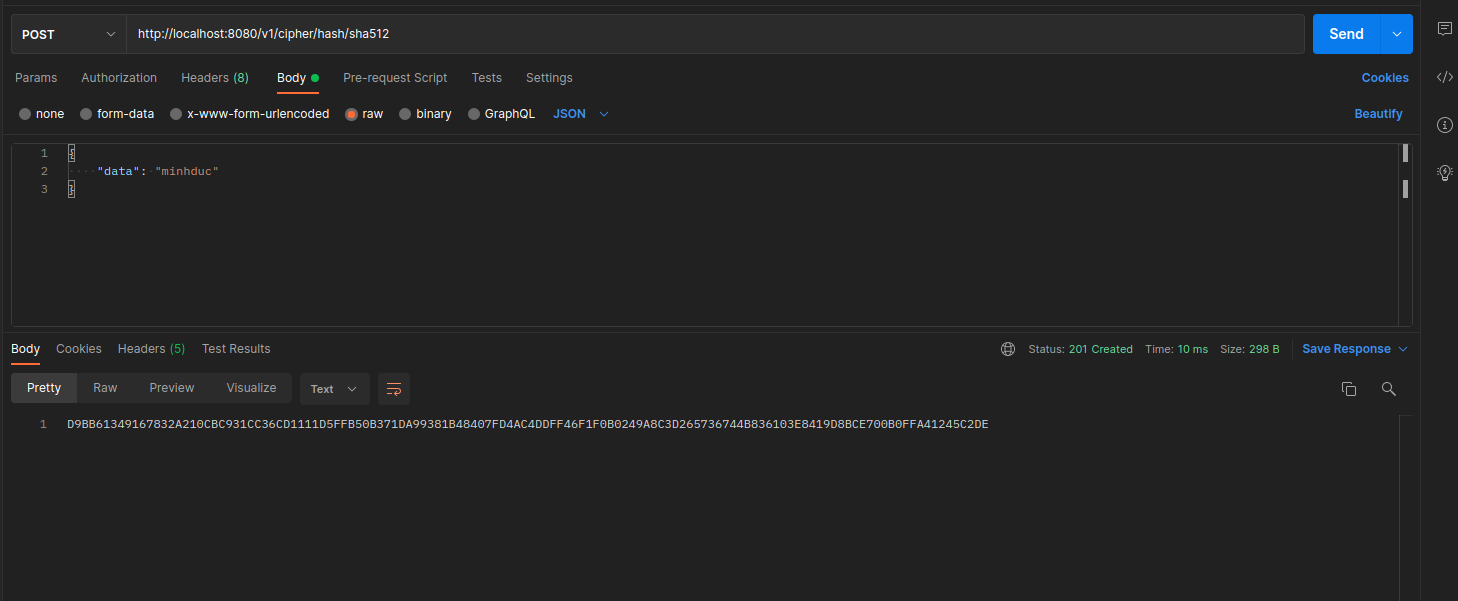 POST http://localhost:8080/v1/cipher/hash/sha512 Send
Params Authorization Headers (8) Body Pre-request Script Tests Settings Cookies
none form-data x-www-form-urlencoded raw binary GraphQL JSON Beautify
1 {
2 "data": "minhduc"
3 }
Body Cookies Headers (5) Test Results Status: 201 Created Time: 10 ms Size: 298 B Save Response
Pretty Raw Preview Visualize Text
1 D9BB61349167832A210CBC931CC36CD1111D5FFB50B371DA99381B48407FD4AC4DDFF46F1F0B0249A8C3D265736744B836103E8419D8BCE700B0FFA41245C2DE